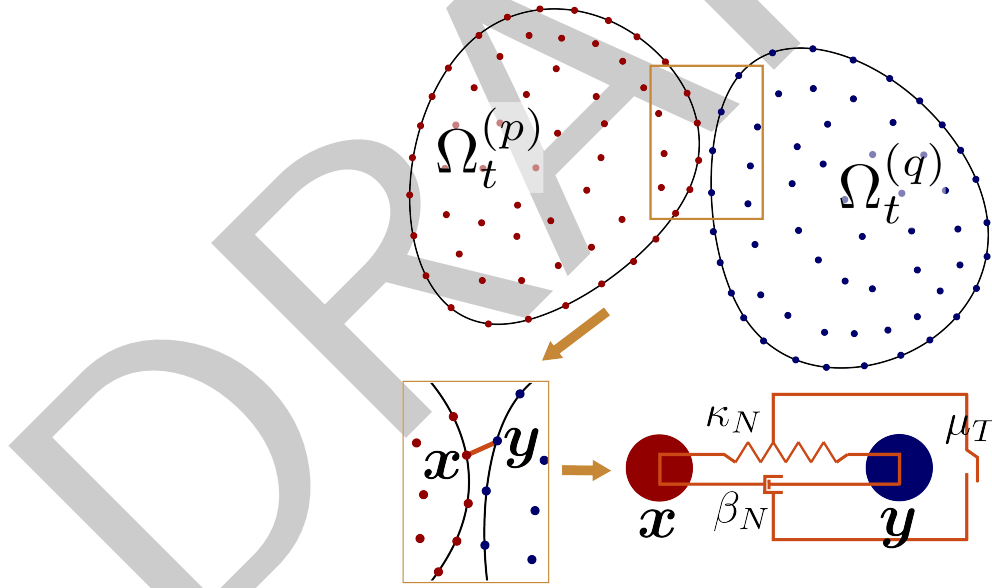 DRAFT
Ω_t^{(p)}
Ω_t^{(q)}
x y
κ_N
μ_T
β_N
x y